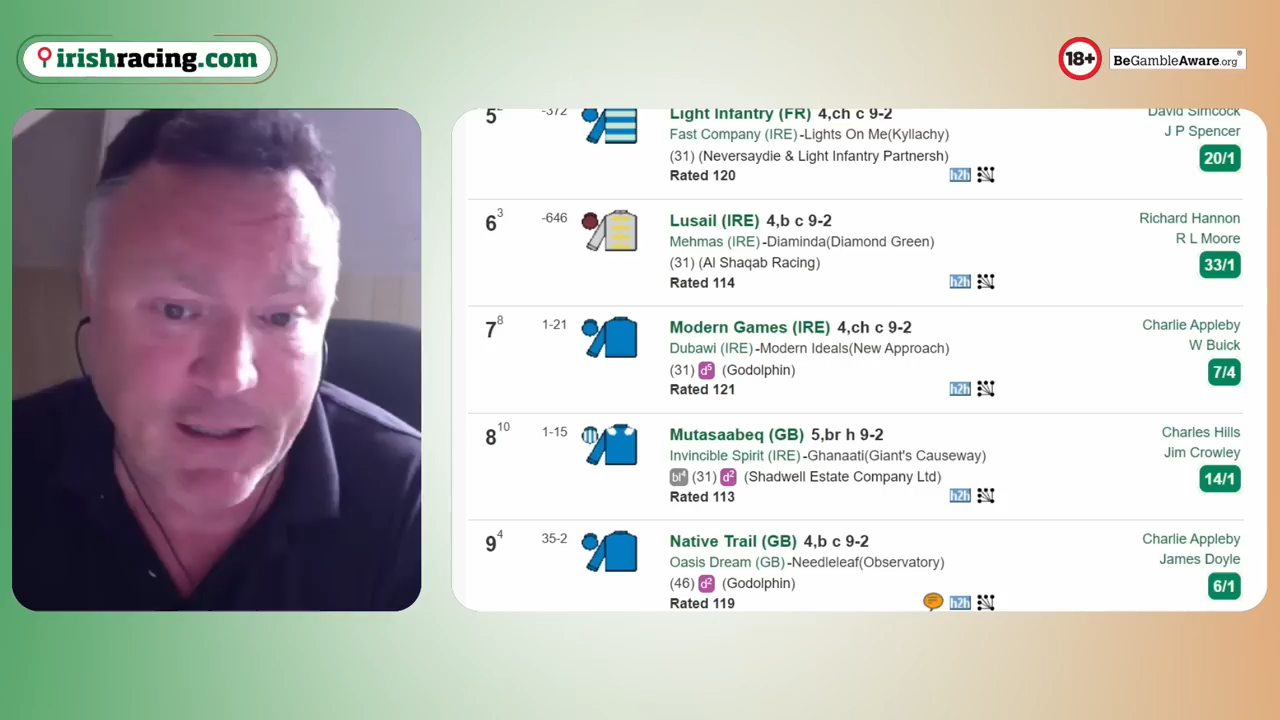 irishracing.com
18+
BeGambleAware.org®
5 -372 Light Infantry (FR) 4,ch c 9-2 David Simcock
Fast Company (IRE)-Lights On Me(Kyllachy) J P Spencer
(31) (Neversaydie & Light Infantry Partnersh) 20/1
Rated 120 h2h
6 3 -646 Lusail (IRE) 4,b c 9-2 Richard Hannon
Mehmas (IRE)-Diaminda(Diamond Green) R L Moore
(31) (Al Shaqab Racing) 33/1
Rated 114 h2h
7 8 1-21 Modern Games (IRE) 4,ch c 9-2 Charlie Appleby
Dubawi (IRE)-Modern Ideals(New Approach) W Buick
(31) d5 (Godolphin) 7/4
Rated 121 h2h
8 10 1-15 Mutasaabeq (GB) 5,br h 9-2 Charles Hills
Invincible Spirit (IRE)-Ghanaati(Giant's Causeway) Jim Crowley
bl4 (31) d2 (Shadwell Estate Company Ltd) 14/1
Rated 113 h2h
9 4 35-2 Native Trail (GB) 4,b c 9-2 Charlie Appleby
Oasis Dream (GB)-Needleleaf(Observatory) James Doyle
(46) d2 (Godolphin) 6/1
Rated 119 h2h